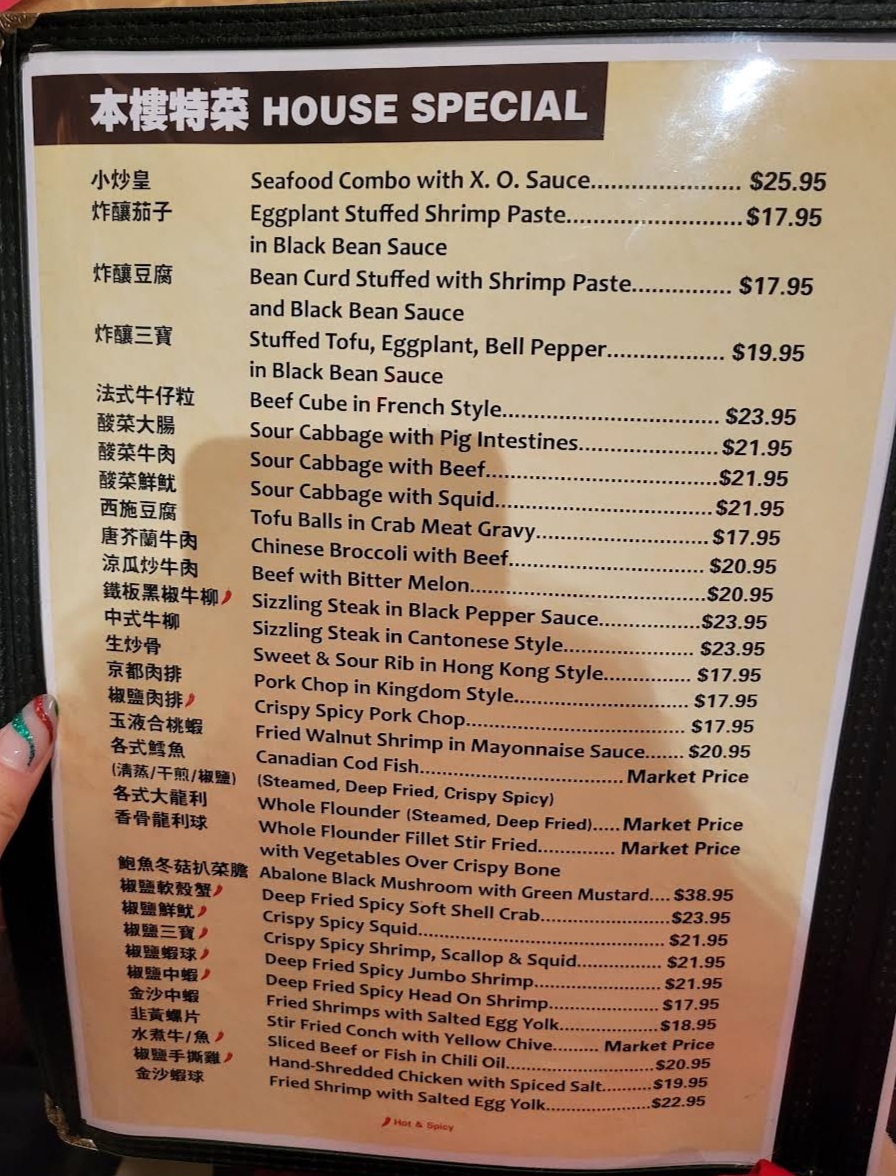 本樓特菜 HOUSE SPECIAL
小炒皇 Seafood Combo with X. O. Sauce....................... $25.95
炸釀茄子 Eggplant Stuffed Shrimp Paste...........................$17.95
in Black Bean Sauce
炸釀豆腐 Bean Curd Stuffed with Shrimp Paste............... $17.95
and Black Bean Sauce
炸釀三寶 Stuffed Tofu, Eggplant, Bell Pepper.................. $19.95
in Black Bean Sauce
法式牛仔粒 Beef Cube in French Style................................. $23.95
酸菜大腸 Sour Cabbage with Pig Intestines..................... $21.95
酸菜牛肉 Sour Cabbage with Beef...................................$21.95
酸菜鮮魷 Sour Cabbage with Squid................................. $21.95
西施豆腐 Tofu Balls in Crab Meat Gravy.......................... $17.95
唐芥蘭牛肉 Chinese Broccoli with Beef.............................. $20.95
涼瓜炒牛肉 Beef with Bitter Melon....................................$20.95
鐵板黑椒牛柳 Sizzling Steak in Black Pepper Sauce...............$23.95
中式牛柳 Sizzling Steak in Cantonese Style.................... $23.95
生炒骨 Sweet & Sour Rib in Hong Kong Style............. $17.95
京都肉排 Pork Chop in Kingdom Style........................... $17.95
椒鹽肉排 Crispy Spicy Pork Chop.................................. $17.95
玉液合桃蝦 Fried Walnut Shrimp in Mayonnaise Sauce....... $20.95
各式鱈魚 Canadian Cod Fish............................... Market Price
(清蒸/干煎/椒鹽) (Steamed, Deep Fried, Crispy Spicy)
各式大龍利 Whole Flounder (Steamed, Deep Fried)..... Market Price
香骨龍利球 Whole Flounder Fillet Stir Fried............. Market Price
with Vegetables Over Crispy Bone
鮑魚冬菇扒菜膽 Abalone Black Mushroom with Green Mustard.... $38.95
椒鹽軟殼蟹 Deep Fried Spicy Soft Shell Crab....................$23.95
椒鹽鮮魷 Crispy Spicy Squid........................................ $21.95
椒鹽三寶 Crispy Spicy Shrimp, Scallop & Squid.............. $21.95
椒鹽蝦球 Deep Fried Spicy Jumbo Shrimp..................... $21.95
椒鹽中蝦 Deep Fried Spicy Head On Shrimp.................. $17.95
金沙中蝦 Fried Shrimps with Salted Egg Yolk................. $18.95
韭黃螺片 Stir Fried Conch with Yellow Chive......... Market Price
水煮牛/魚 Sliced Beef or Fish in Chili Oil.........................$20.95
椒鹽手撕雞 Hand-Shredded Chicken with Spiced Salt..........$19.95
金沙蝦球 Fried Shrimp with Salted Egg Yolk....................$22.95
Hot & Spicy